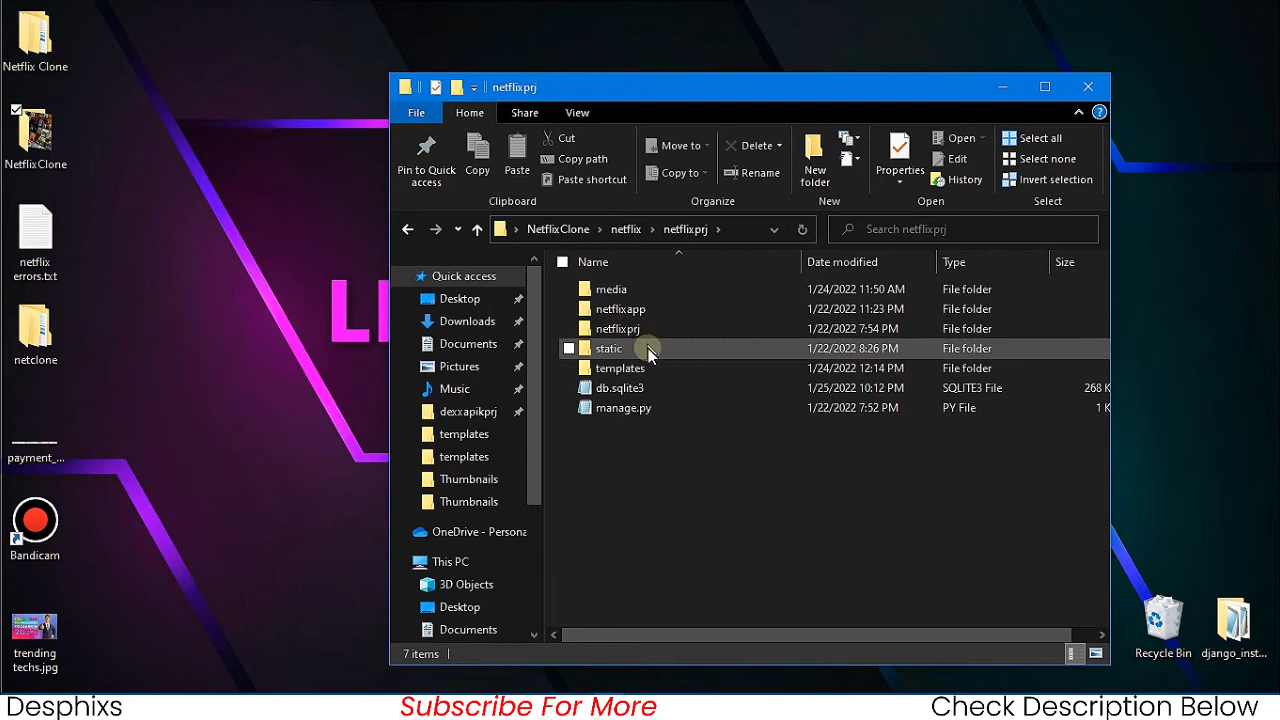 Netflix Clone
NetflixClone
netflix
errors.txt
netclone
payment_...
Bandicam
trending
techs.jpg
LI
netflixprj
File Home Share View
Pin to Quick
access
Copy
Paste
Cut
Copy path
Paste shortcut
Clipboard
Move to
Copy to
Delete
Rename
Organize
New
folder
New
Properties
Open
Edit
History
Open
Select all
Select none
Invert selection
Select
NetflixClone netflix netflixprj
Search netflixprj
Quick access
Desktop
Downloads
Documents
Pictures
Music
dexxapikprj
templates
templates
Thumbnails
Thumbnails
OneDrive - Persona
This PC
3D Objects
Desktop
Documents
Name Date modified Type Size
media 1/24/2022 11:50 AM File folder
netflixapp 1/22/2022 11:23 PM File folder
netflixprj 1/22/2022 7:54 PM File folder
static 1/22/2022 8:26 PM File folder
templates 1/24/2022 12:14 PM File folder
db.sqlite3 1/25/2022 10:12 PM SQLITE3 File 268 K
manage.py 1/22/2022 7:52 PM PY File 1 K
7 items
Recycle Bin
django_inst...
Desphixs
Subscribe For More
Check Description Below